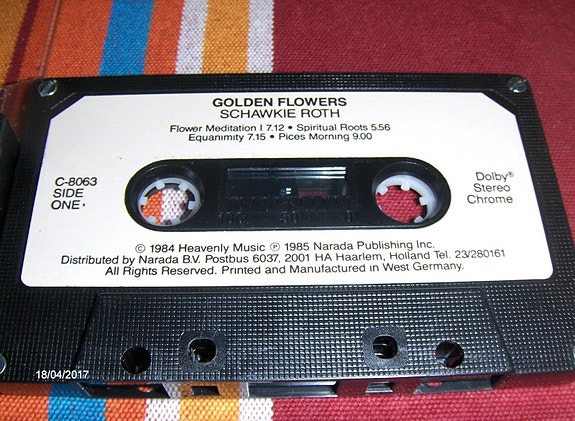 GOLDEN FLOWERS
SCHAWKIE ROTH
Flower Meditation I 7.12 • Spiritual Roots 5.56
Equanimity 7.15 • Pices Morning 9.00
C-8063
SIDE
ONE •
Dolby®
Stereo
Chrome
© 1984 Heavenly Music ℗ 1985 Narada Publishing Inc.
Distributed by Narada B.V. Postbus 6037, 2001 HA Haarlem, Holland Tel. 23/280161
All Rights Reserved. Printed and Manufactured in West Germany.
18/04/2017